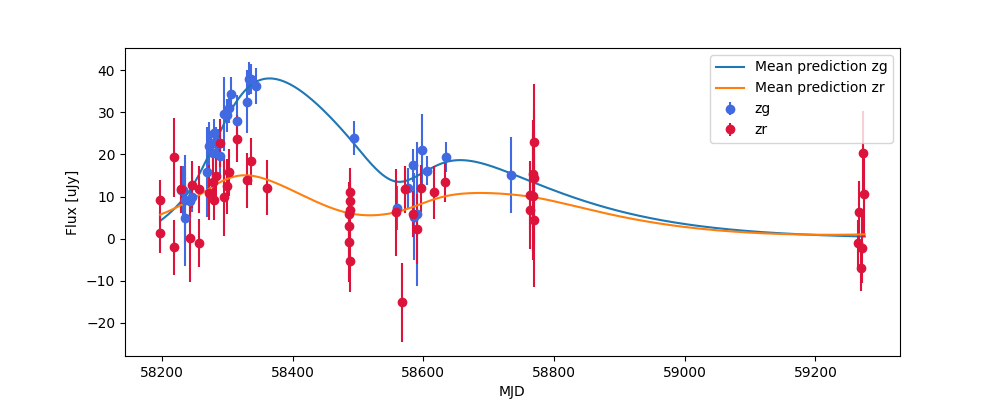 Mean prediction zg
Mean prediction zr
zg
zr
40
30
20
10
0
−10
−20
Flux [uJy]
58200 58400 58600 58800 59000 59200
MJD